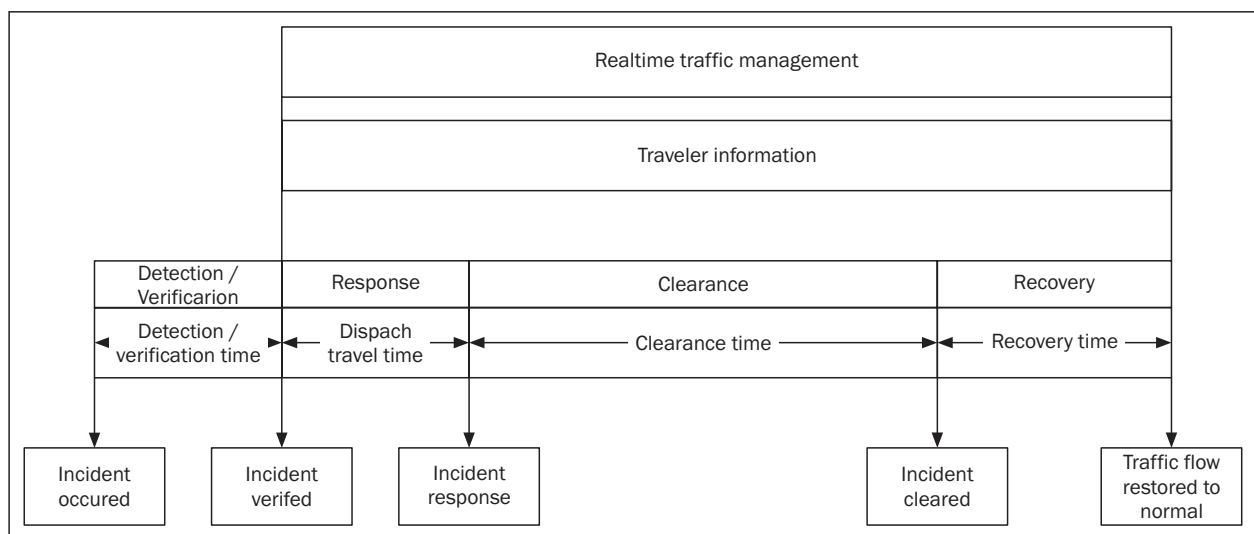 Realtime traffic management
Traveler information
Detection /
Verificarion
Response
Clearance
Recovery
Detection /
verification time
Dispach
travel time
Clearance time
Recovery time
Incident
occured
Incident
verifed
Incident
response
Incident
cleared
Traffic flow
restored to
normal